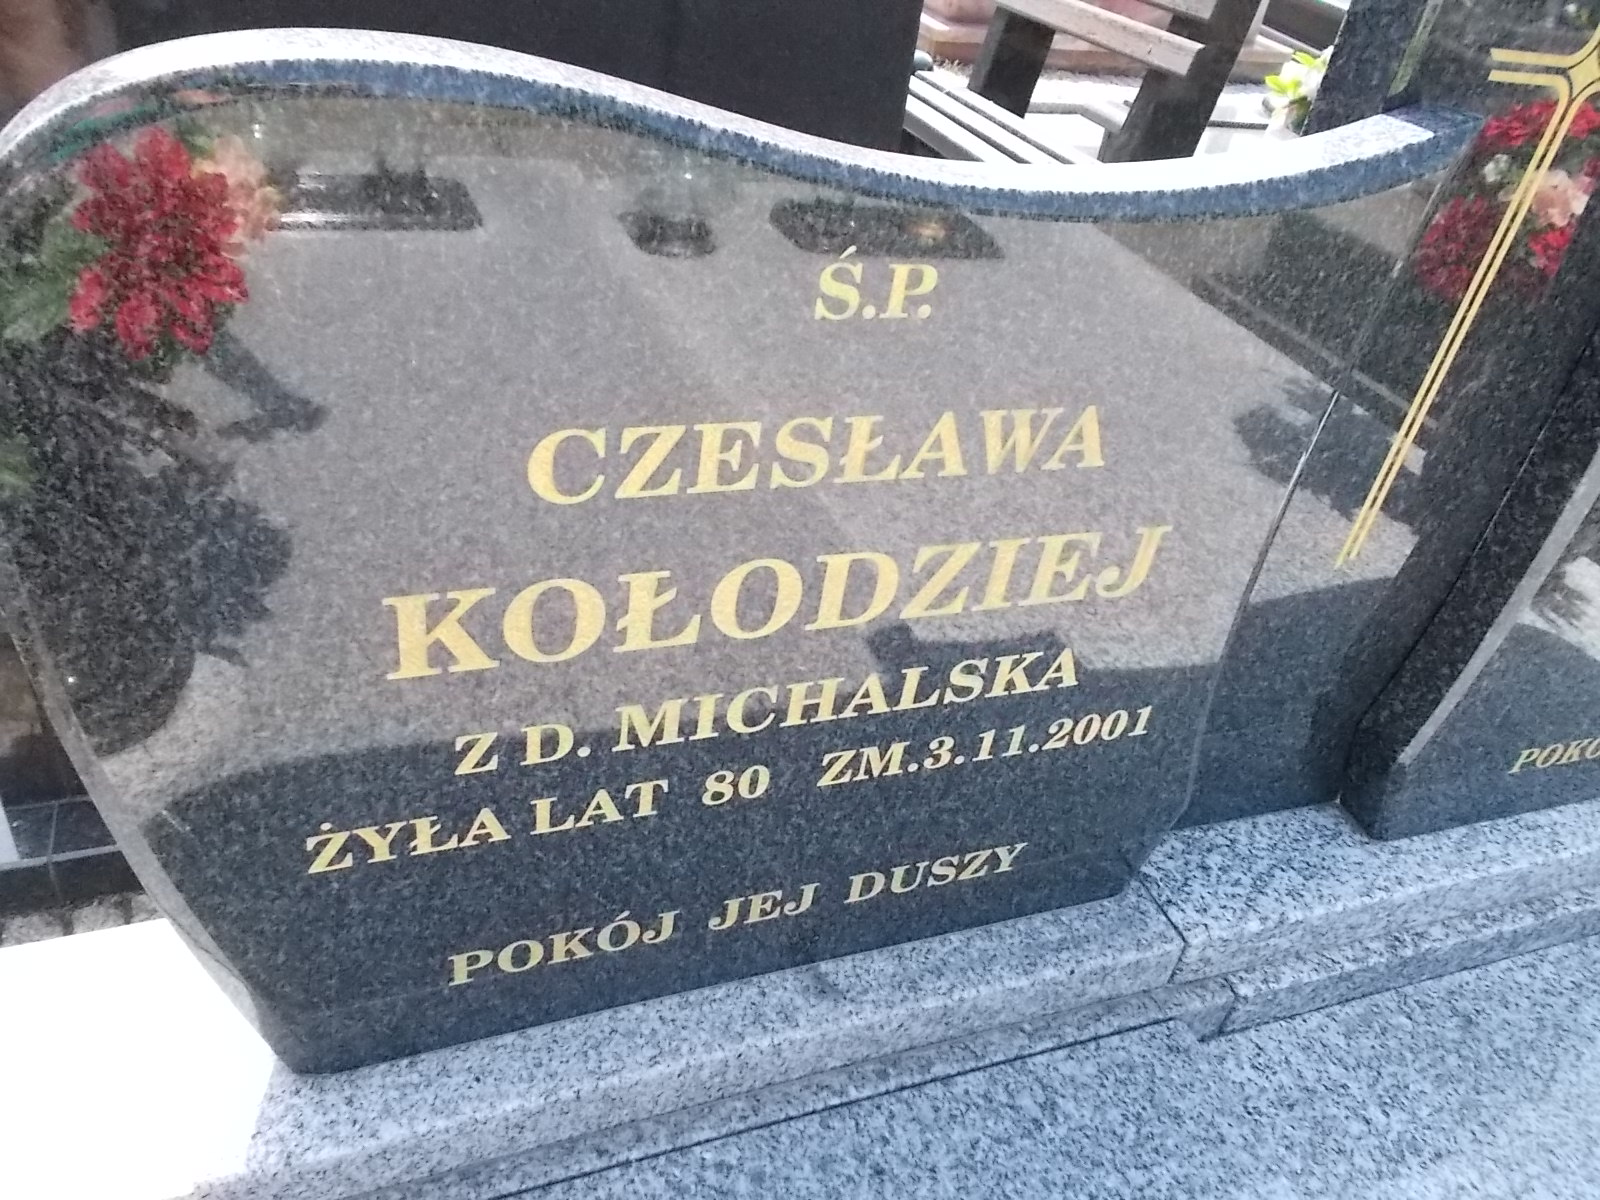 Ś.P.
CZESŁAWA
KOŁODZIEJ
Z D. MICHALSKA
ŻYŁA LAT 80 ZM.3.11.2001
POKÓJ JEJ DUSZY